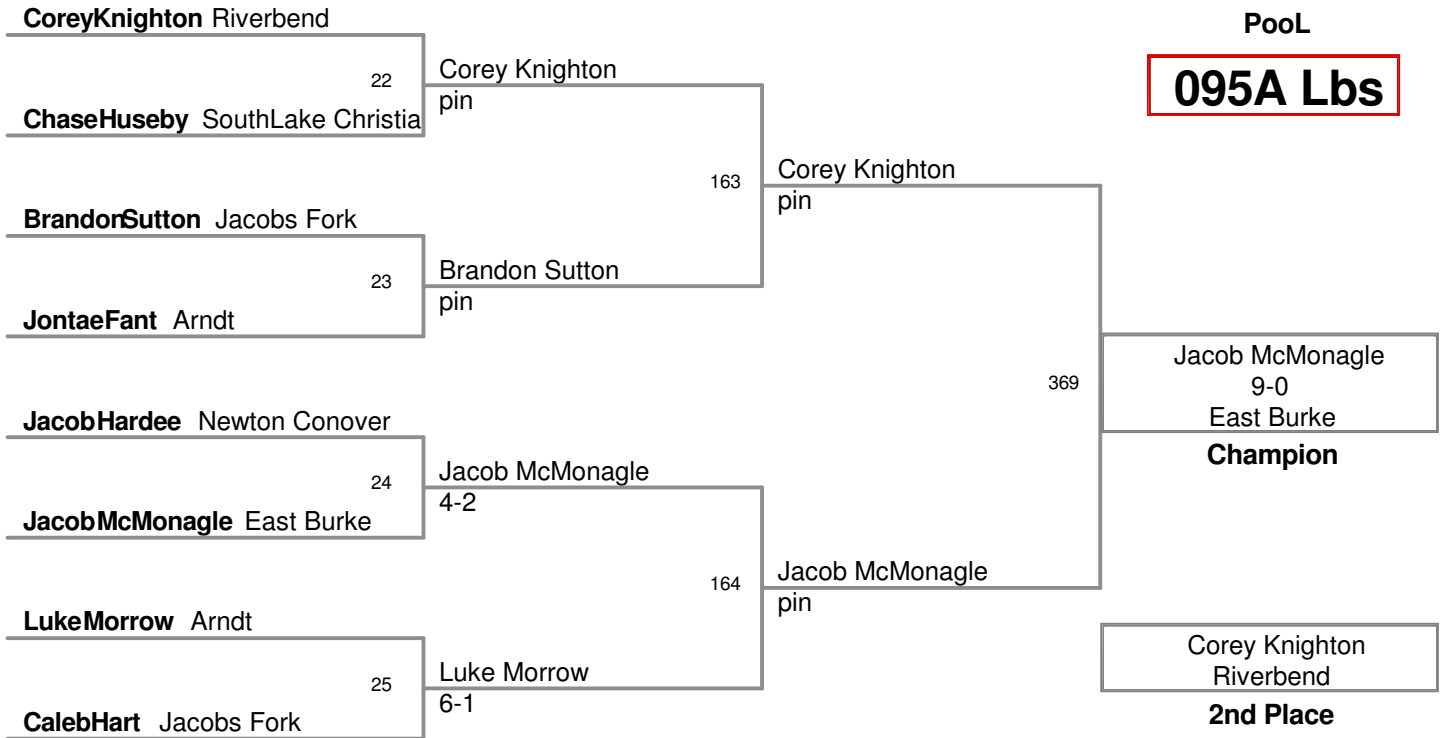 CoreyKnighton Riverbend
PooL
22
Corey Knighton
pin
095A Lbs
ChaseHuseby SouthLake Christia
163
Corey Knighton
pin
BrandonSutton Jacobs Fork
23
Brandon Sutton
pin
JontaeFant Arndt
369
Jacob McMonagle
9-0
East Burke
Champion
JacobHardee Newton Conover
24
Jacob McMonagle
4-2
JacobMcMonagle East Burke
164
Jacob McMonagle
pin
LukeMorrow Arndt
25
Luke Morrow
6-1
CalebHart Jacobs Fork
Corey Knighton
Riverbend
2nd Place